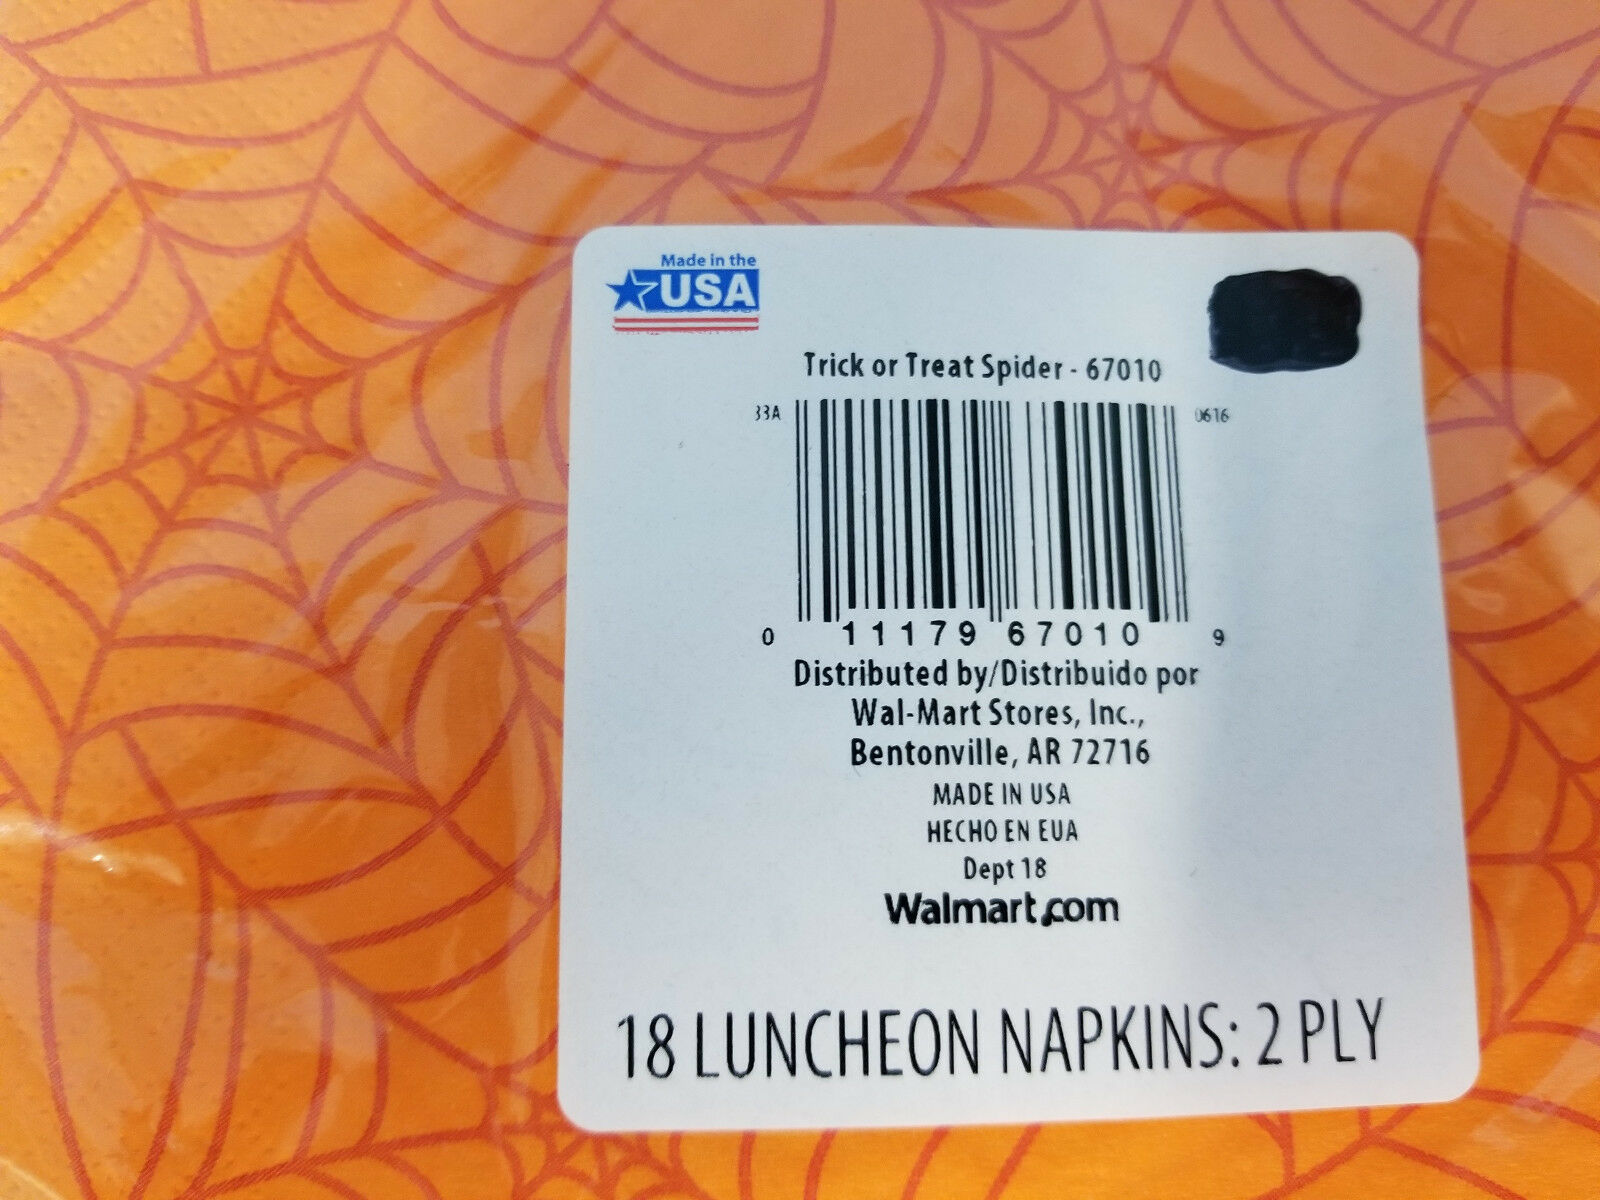 Made in the
USA
Trick or Treat Spider - 67010
33A
0616
0 11179 67010 9
Distributed by/Distribuido por
Wal-Mart Stores, Inc.,
Bentonville, AR 72716
MADE IN USA
HECHO EN EUA
Dept 18
Walmart.com
18 LUNCHEON NAPKINS: 2 PLY